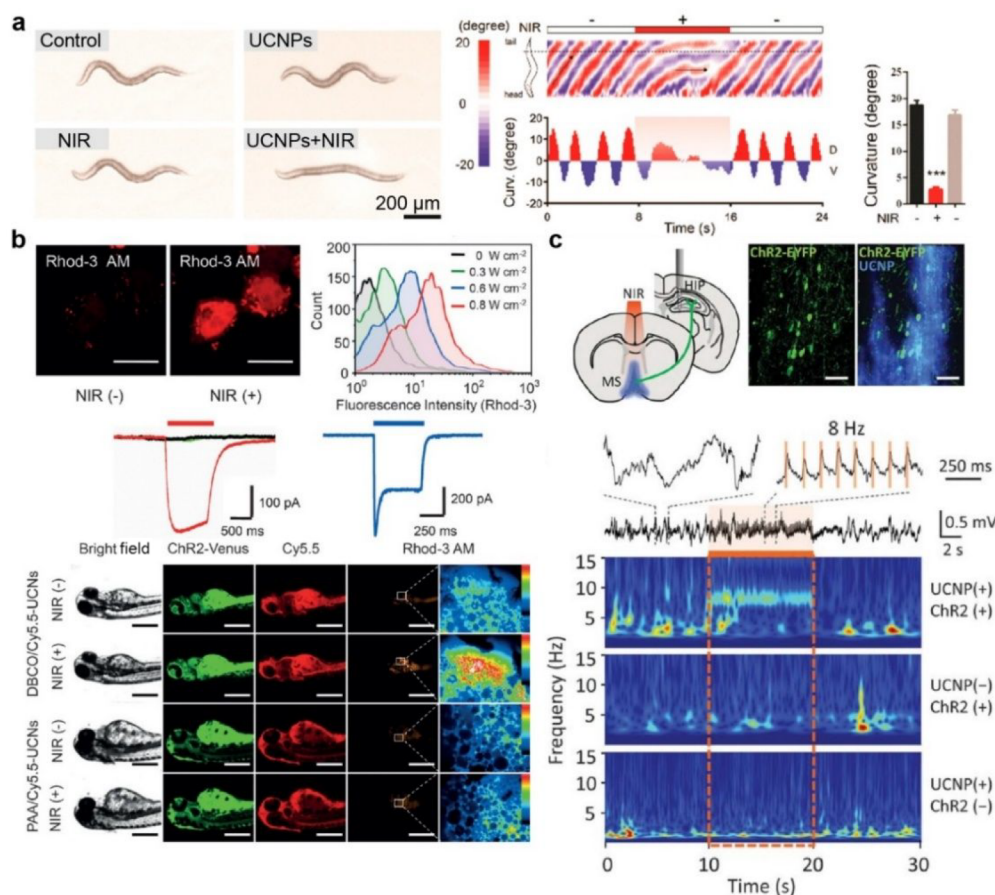 a
Control
UCNPs
NIR
UCNPs+NIR
200 μm
(degree)
20
0
-20
NIR
- + -
tail
head
Curv. (degree)
20
10
0
-10
-20
D
V
0 8 16 24
Time (s)
Curvature (degree)
25
20
15
10
5
0
***
NIR - + -
b
Rhod-3 AM
Rhod-3 AM
NIR (-)
NIR (+)
Count
200
150
100
50
0
0 W cm⁻²
0.3 W cm⁻²
0.6 W cm⁻²
0.8 W cm⁻²
10⁰ 10¹ 10² 10³
Fluorescence Intensity (Rhod-3)
100 pA
500 ms
200 pA
250 ms
Bright field
ChR2-Venus
Cy5.5
Rhod-3 AM
DBCO/Cy5.5-UCNs
NIR (-)
NIR (+)
PAA/Cy5.5-UCNs
NIR (-)
NIR (+)
c
NIR
HIP
MS
ChR2-EYFP
ChR2-EYFP
UCNP
8 Hz
250 ms
0.5 mV
2 s
Frequency (Hz)
15
10
5
UCNP(+)
ChR2 (+)
15
10
5
UCNP(−)
ChR2 (+)
15
10
5
UCNP(+)
ChR2 (−)
0 10 20 30
Time (s)